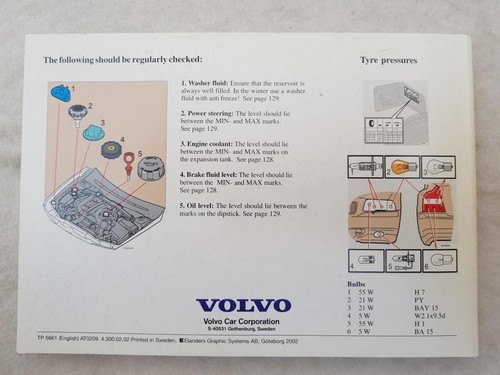 The following should be regularly checked:
1
2
3
4
5
1. Washer fluid: Ensure that the reservoir is
always well filled. In the winter use a washer
fluid with anti freeze! See page 129.
2. Power steering: The level should lie
between the MIN- and MAX marks.
See page 129.
3. Engine coolant: The level should lie
between the MIN- and MAX marks on
the expansion tank. See page 128.
4. Brake fluid level: The level should lie
between the MIN- and MAX marks.
See page 128.
5. Oil level: The level should lie between the
marks on the dipstick. See page 129.
Tyre pressures
1
2
3
4
5
6
Bulbs
1 55 W H 7
2 21 W PY
3 21 W BAY 15
4 5 W W2.1x9.5d
5 55 W H 1
6 5 W BA 15
VOLVO
Volvo Car Corporation
S-40531 Gothenburg, Sweden
TP 5661 (English) AT0209 4.300.02.02 Printed in Sweden, Elanders Graphic Systems AB, Göteborg 2002